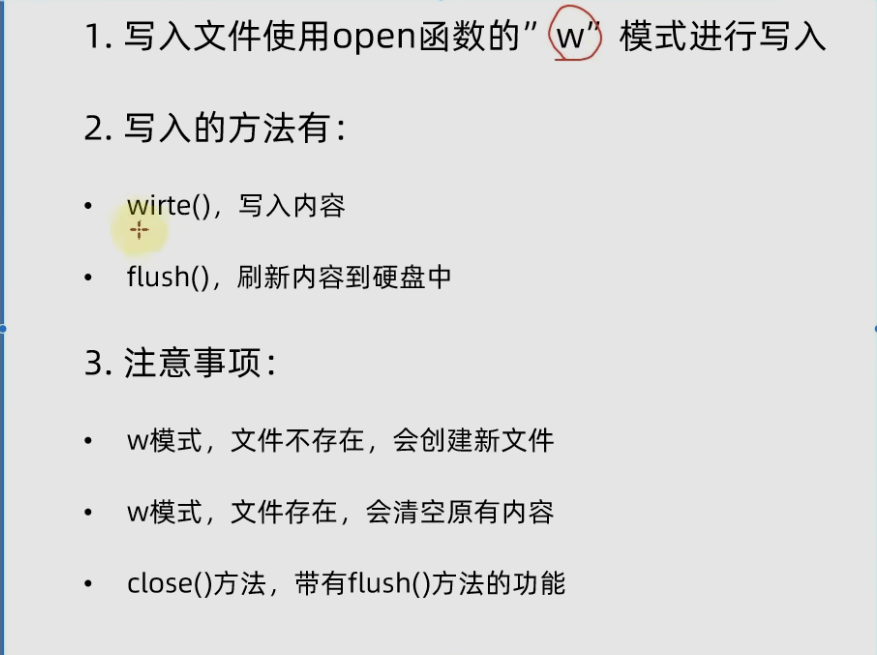 1. 写入文件使用open函数的”w”模式进行写入
2. 写入的方法有：
• wirte()，写入内容
• flush()，刷新内容到硬盘中
3. 注意事项：
• w模式，文件不存在，会创建新文件
• w模式，文件存在，会清空原有内容
• close()方法，带有flush()方法的功能